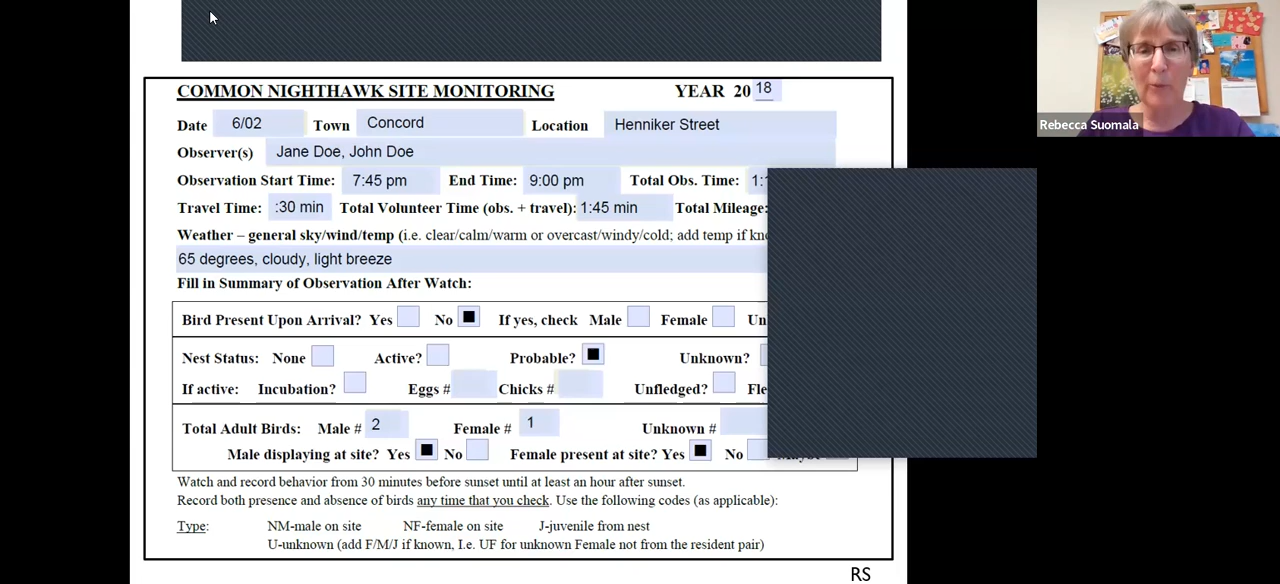 COMMON NIGHTHAWK SITE MONITORING YEAR 20 18
Date 6/02 Town Concord Location Henniker Street
Observer(s) Jane Doe, John Doe
Observation Start Time: 7:45 pm End Time: 9:00 pm Total Obs. Time:
Travel Time: :30 min Total Volunteer Time (obs. + travel): 1:45 min Total Mileage:
Weather – general sky/wind/temp (i.e. clear/calm/warm or overcast/windy/cold; add temp if
65 degrees, cloudy, light breeze
Fill in Summary of Observation After Watch:
Bird Present Upon Arrival? Yes No If yes, check Male Female
Nest Status: None Active? Probable? Unknown?
If active: Incubation? Eggs # Chicks # Unfledged?
Total Adult Birds: Male # 2 Female # 1 Unknown #
Male displaying at site? Yes No Female present at site? Yes No
Watch and record behavior from 30 minutes before sunset until at least an hour after sunset.
Record both presence and absence of birds any time that you check. Use the following codes (as applicable):
Type: NM-male on site NF-female on site J-juvenile from nest
U-unknown (add F/M/J if known, I.e. UF for unknown Female not from the resident pair)
RS
Rebecca Suomala